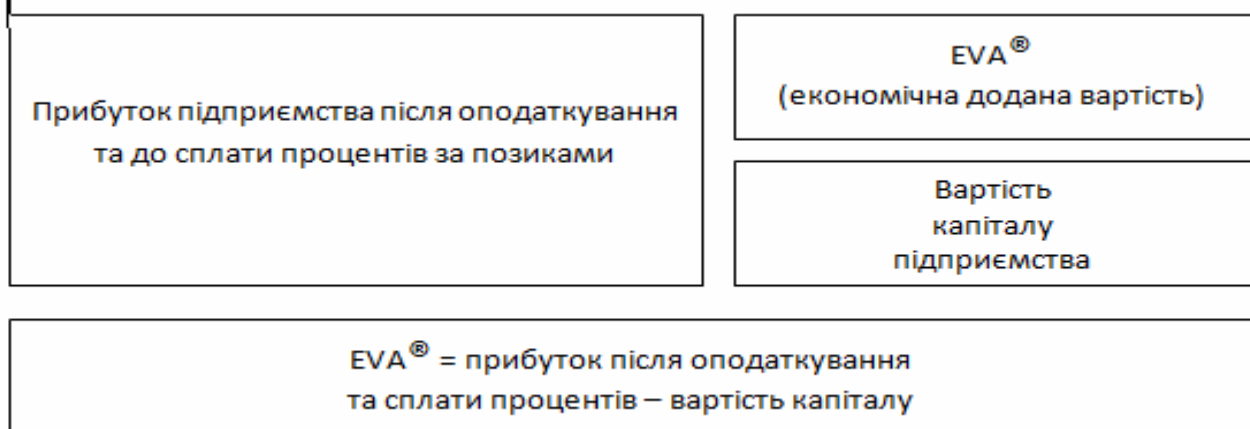 Прибуток підприємства після оподаткування
та до сплати процентів за позиками
EVA®
(економічна додана вартість)
Вартість
капіталу
підприємства
EVA® = прибуток після оподаткування
та сплати процентів – вартість капіталу